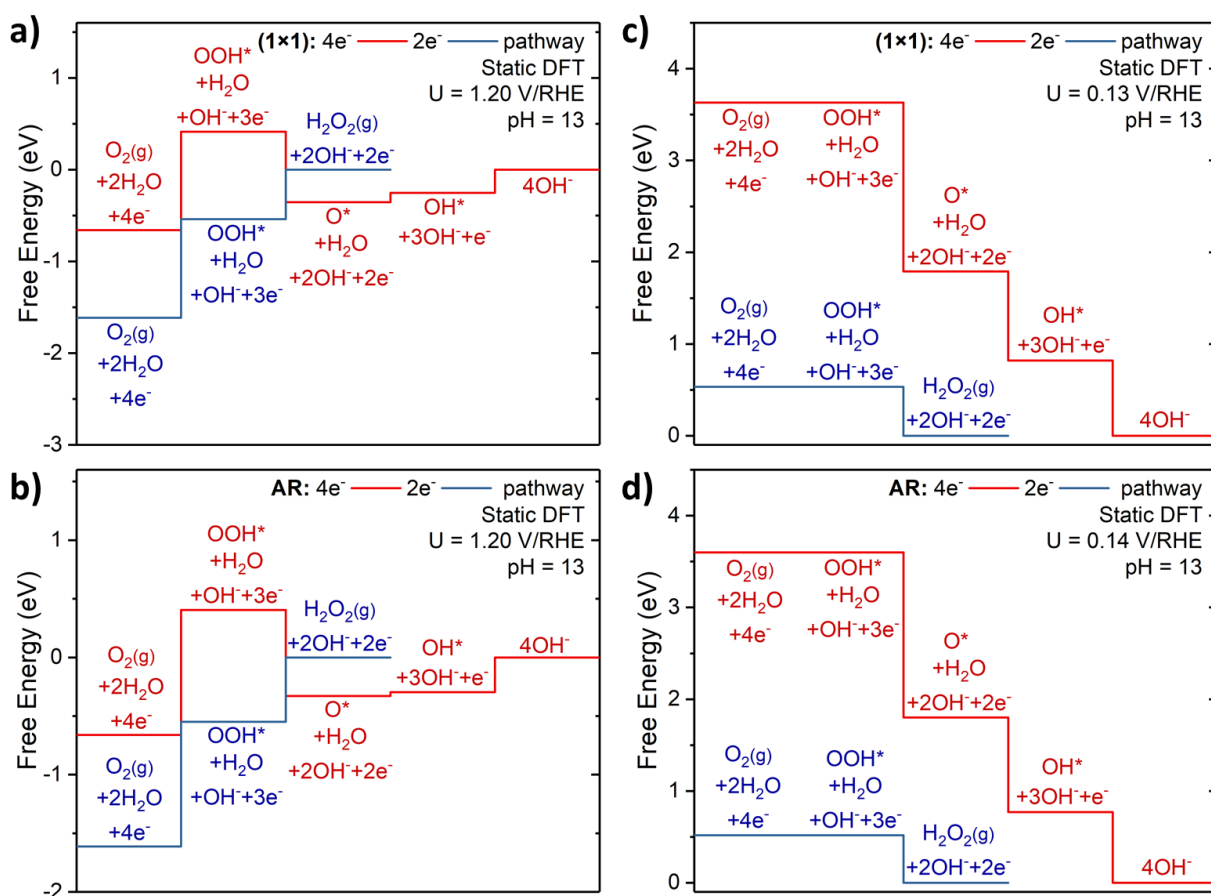 a)
(1×1): 4e⁻ 2e⁻ pathway
Static DFT
U = 1.20 V/RHE
pH = 13
Free Energy (eV)
1
0
-1
-2
-3
O₂(g)
+2H₂O
+4e⁻
OOH*
+H₂O
+OH⁻+3e⁻
H₂O₂(g)
+2OH⁻+2e⁻
O*
+H₂O
+2OH⁻+2e⁻
OH*
+3OH⁻+e⁻
4OH⁻
O₂(g)
+2H₂O
+4e⁻
OOH*
+H₂O
+OH⁻+3e⁻
c)
(1×1): 4e⁻ 2e⁻ pathway
Static DFT
U = 0.13 V/RHE
pH = 13
Free Energy (eV)
4
3
2
1
0
O₂(g)
+2H₂O
+4e⁻
OOH*
+H₂O
+OH⁻+3e⁻
O*
+H₂O
+2OH⁻+2e⁻
OH*
+3OH⁻+e⁻
4OH⁻
O₂(g)
+2H₂O
+4e⁻
OOH*
+H₂O
+OH⁻+3e⁻
H₂O₂(g)
+2OH⁻+2e⁻
b)
AR: 4e⁻ 2e⁻ pathway
Static DFT
U = 1.20 V/RHE
pH = 13
Free Energy (eV)
1
0
-1
-2
O₂(g)
+2H₂O
+4e⁻
OOH*
+H₂O
+OH⁻+3e⁻
H₂O₂(g)
+2OH⁻+2e⁻
O*
+H₂O
+2OH⁻+2e⁻
OH*
+3OH⁻+e⁻
4OH⁻
O₂(g)
+2H₂O
+4e⁻
OOH*
+H₂O
+OH⁻+3e⁻
d)
AR: 4e⁻ 2e⁻ pathway
Static DFT
U = 0.14 V/RHE
pH = 13
Free Energy (eV)
4
3
2
1
0
O₂(g)
+2H₂O
+4e⁻
OOH*
+H₂O
+OH⁻+3e⁻
O*
+H₂O
+2OH⁻+2e⁻
OH*
+3OH⁻+e⁻
4OH⁻
O₂(g)
+2H₂O
+4e⁻
OOH*
+H₂O
+OH⁻+3e⁻
H₂O₂(g)
+2OH⁻+2e⁻